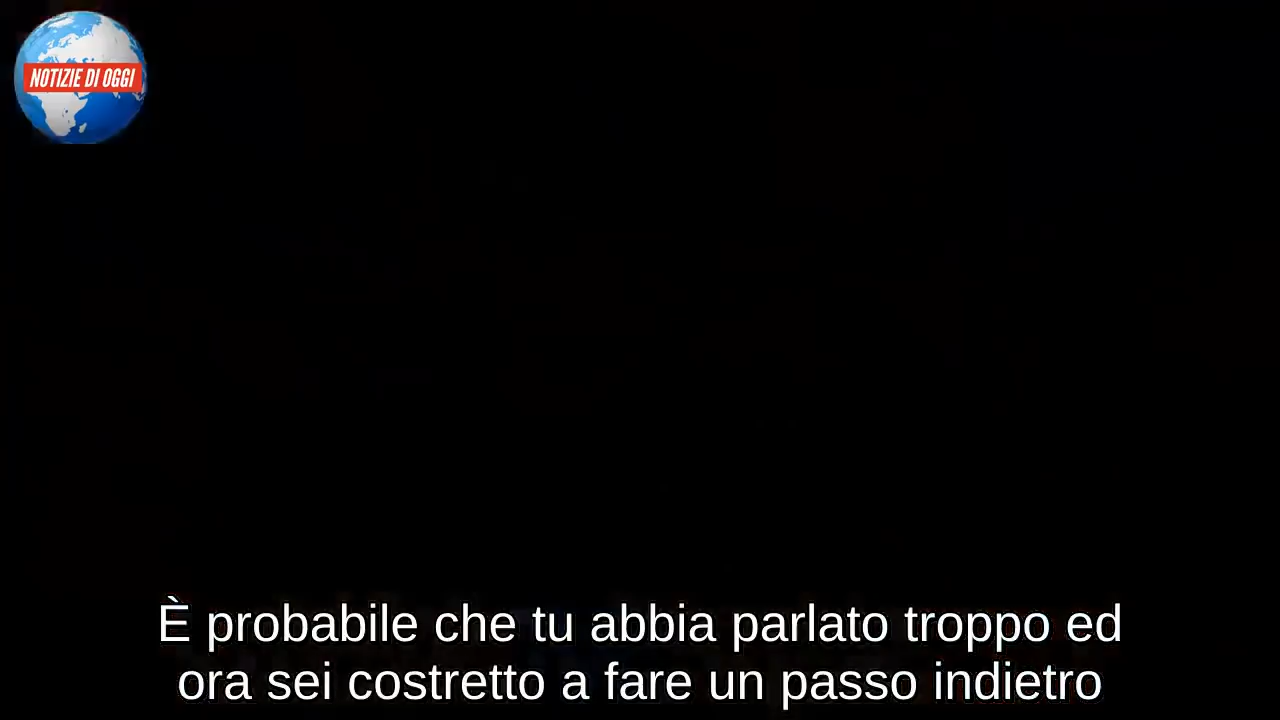 NOTIZIE DI OGGI
È probabile che tu abbia parlato troppo ed
ora sei costretto a fare un passo indietro